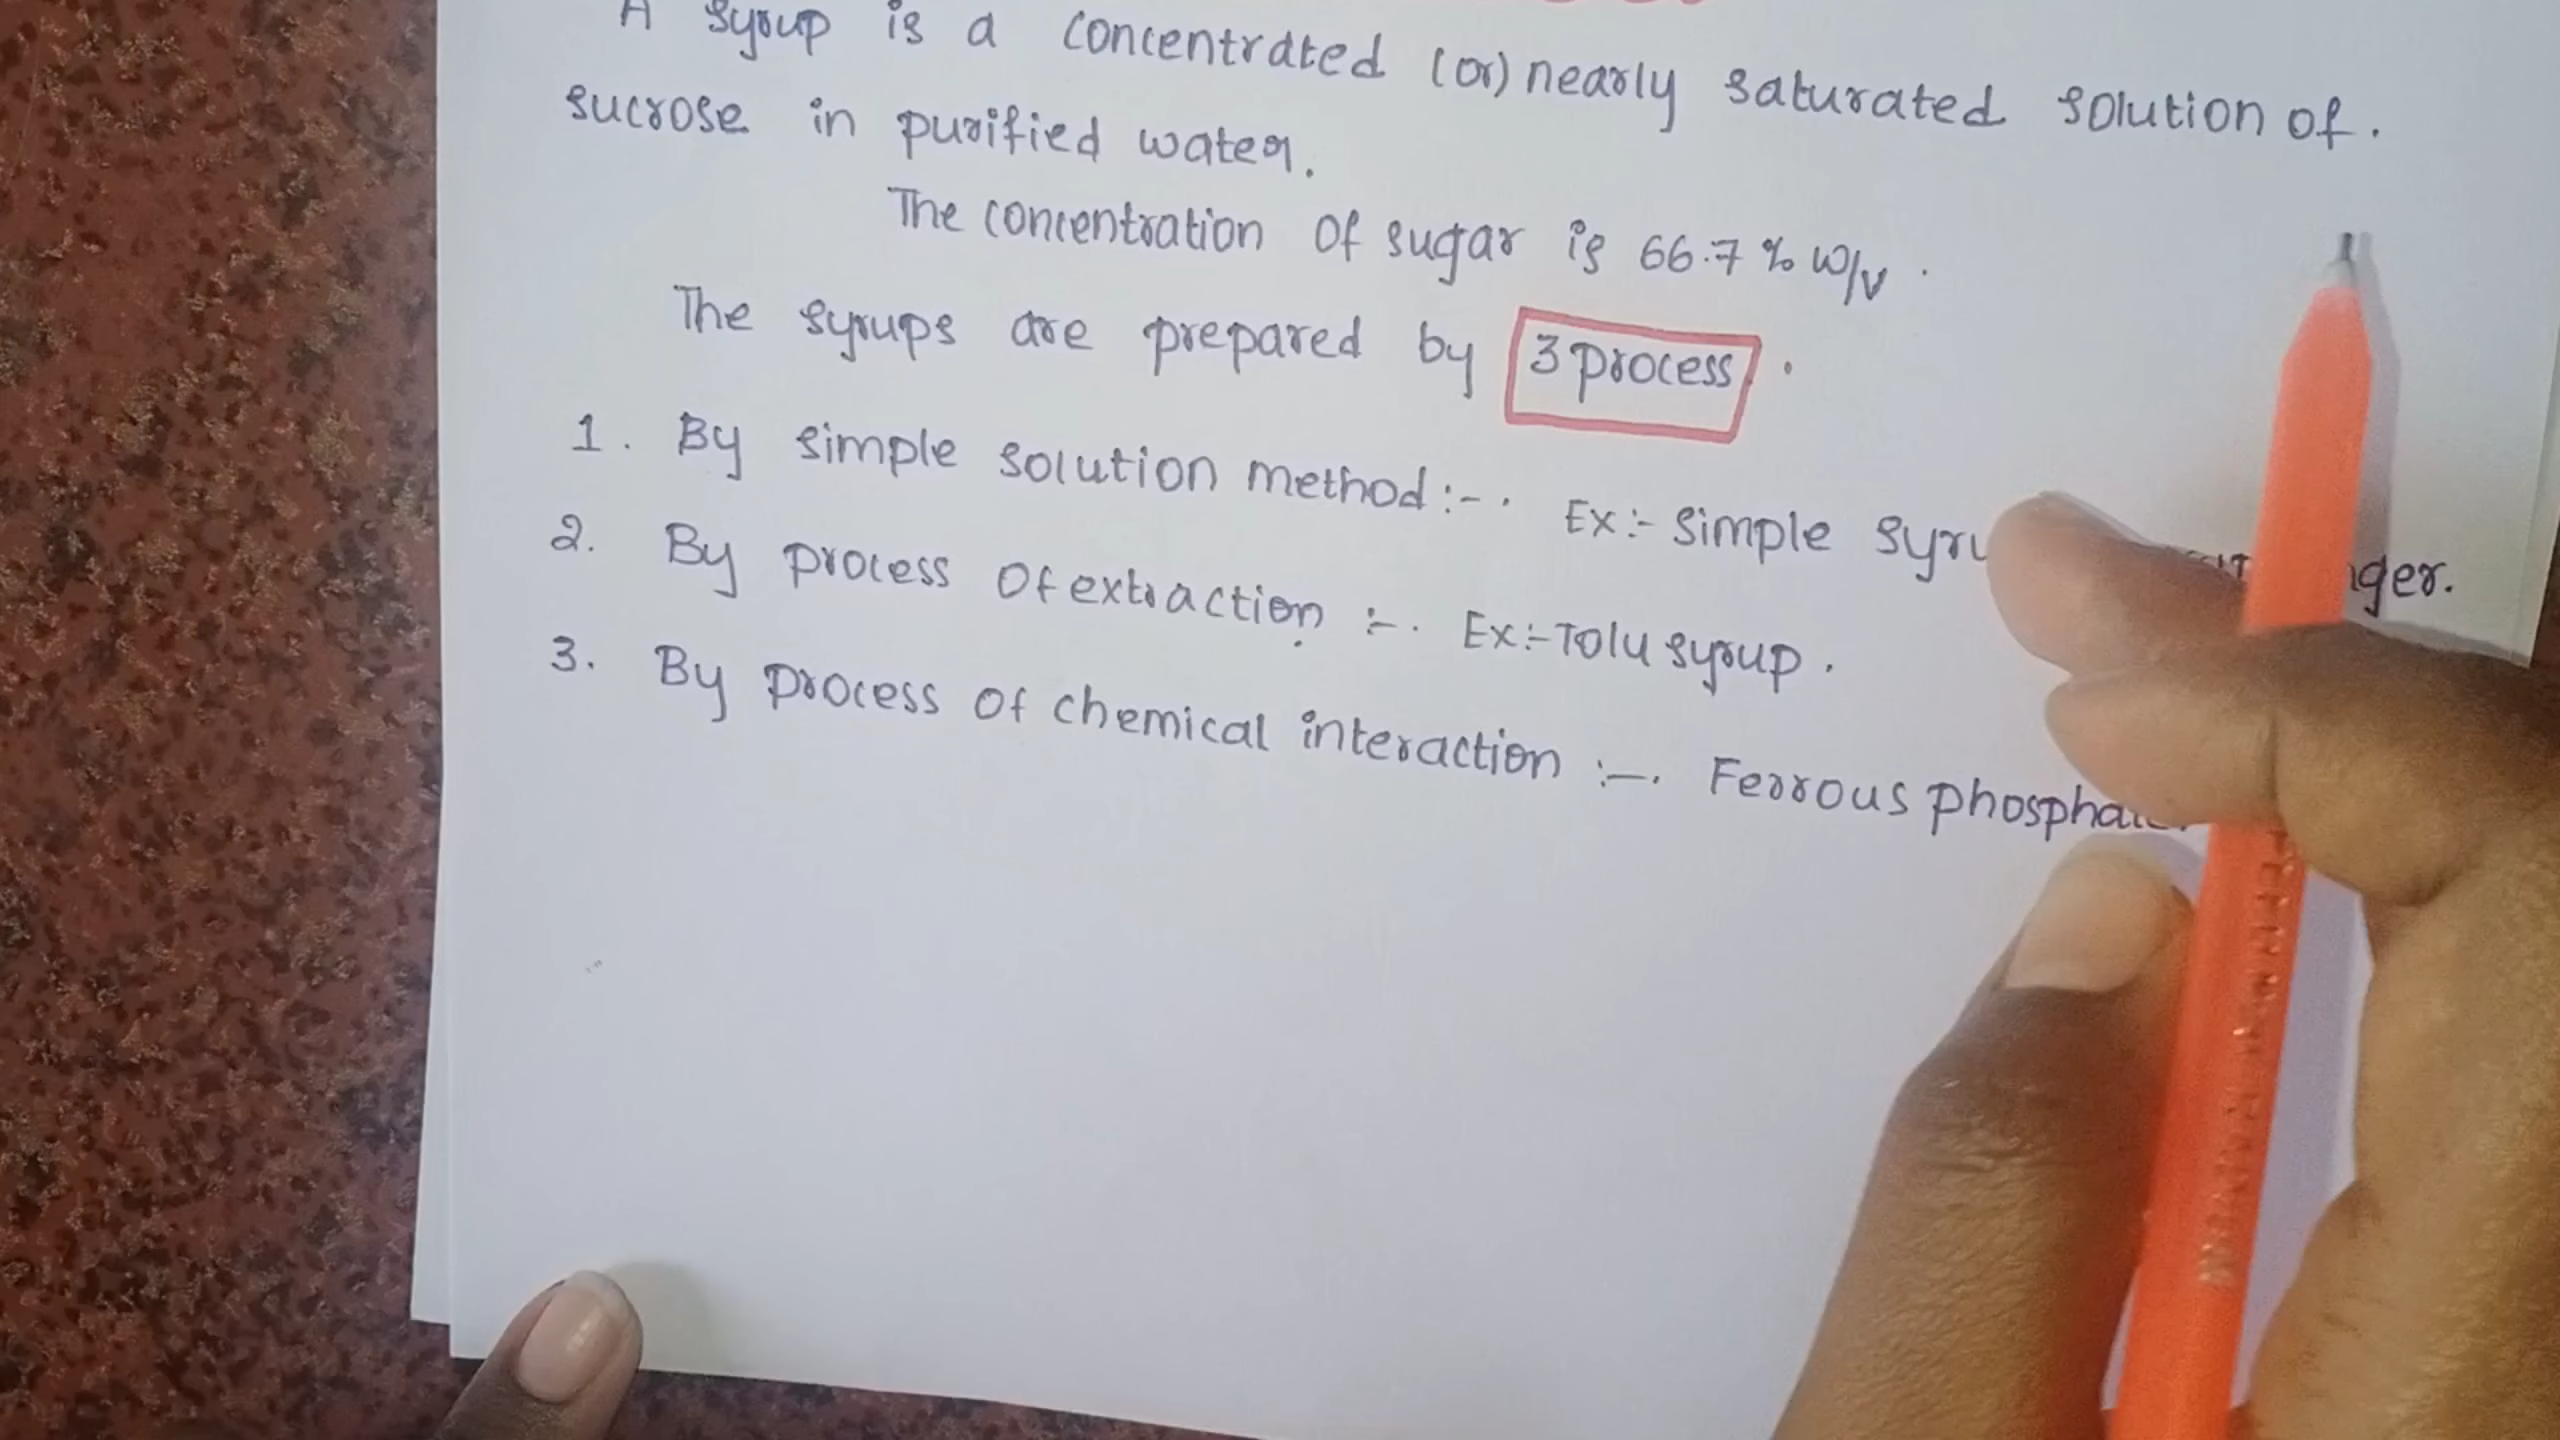 A syrup is a concentrated (or) nearly saturated solution of.
sucrose in purified water.
The concentration of sugar is 66.7 % w/v.
The syrups are prepared by 3 process.
1. By simple solution method :-. Ex :- Simple
2. By process of extraction :-. Ex :- Tolu syrup.
3. By process of chemical interaction :-. Ferrous